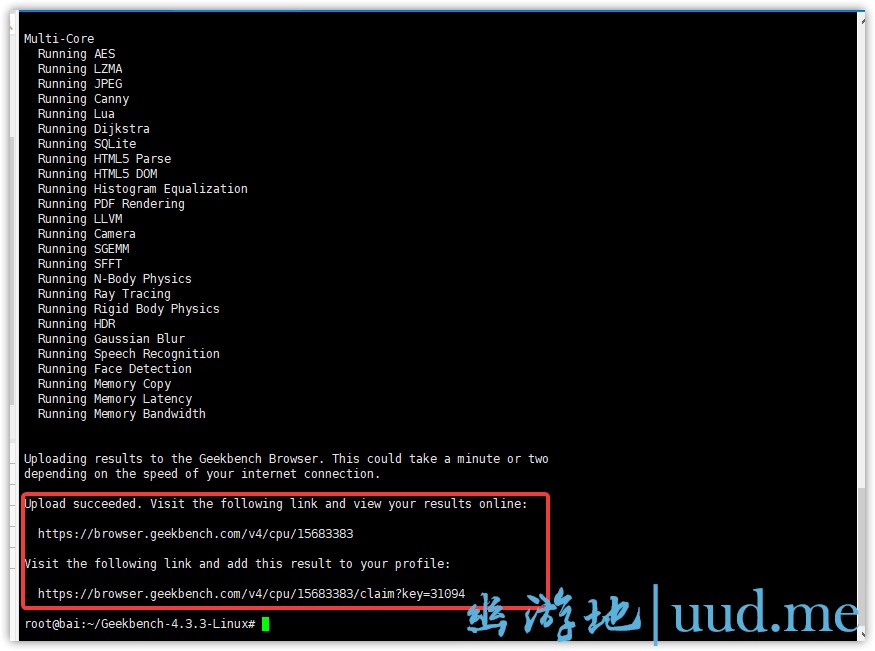 Multi-Core
Running AES
Running LZMA
Running JPEG
Running Canny
Running Lua
Running Dijkstra
Running SQLite
Running HTML5 Parse
Running HTML5 DOM
Running Histogram Equalization
Running PDF Rendering
Running LLVM
Running Camera
Running SGEMM
Running SFFT
Running N-Body Physics
Running Ray Tracing
Running Rigid Body Physics
Running HDR
Running Gaussian Blur
Running Speech Recognition
Running Face Detection
Running Memory Copy
Running Memory Latency
Running Memory Bandwidth
Uploading results to the Geekbench Browser. This could take a minute or two
depending on the speed of your internet connection.
Upload succeeded. Visit the following link and view your results online:
https://browser.geekbench.com/v4/cpu/15683383
Visit the following link and add this result to your profile:
https://browser.geekbench.com/v4/cpu/15683383/claim?key=31094
root@bai:~/Geekbench-4.3.3-Linux#
幽游地|uud.me